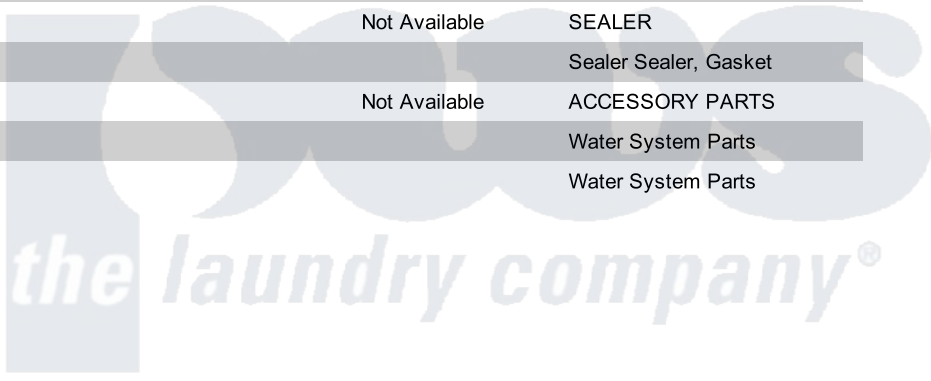 Not Available SEALER
Sealer Sealer, Gasket
Not Available ACCESSORY PARTS
Water System Parts
Water System Parts
pws
the laundry company®